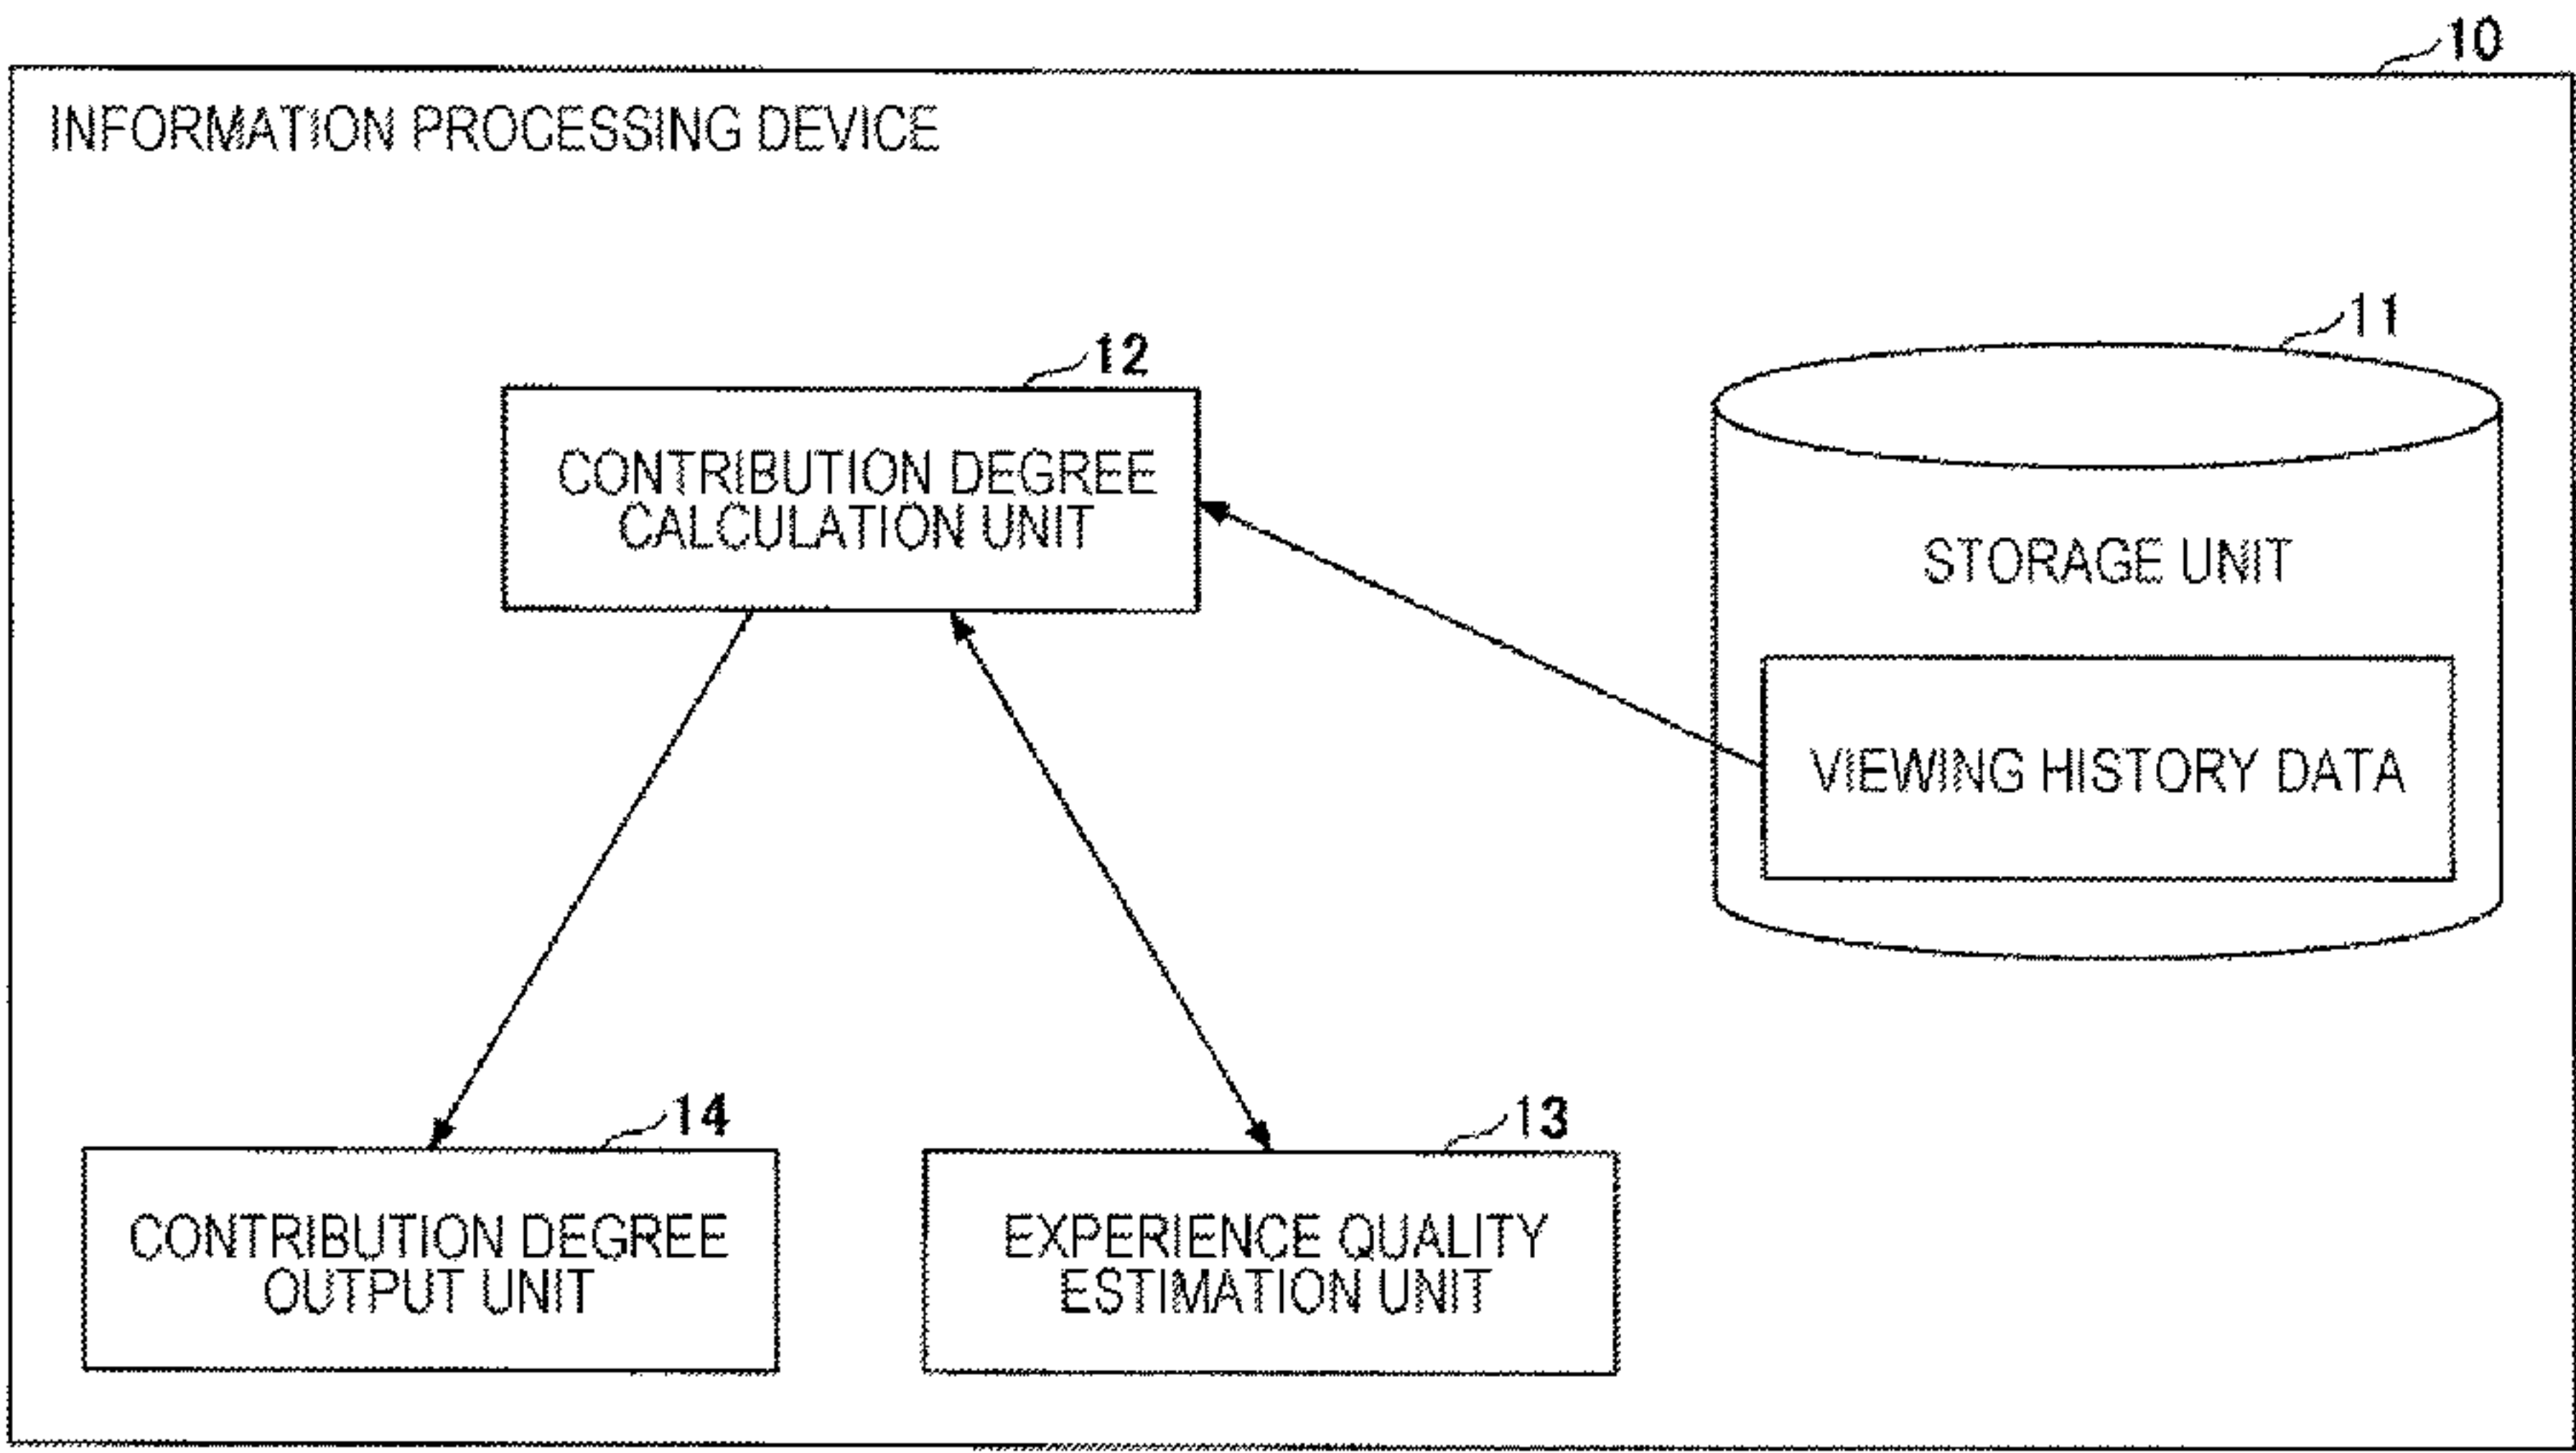 10
INFORMATION PROCESSING DEVICE
11
12
CONTRIBUTION DEGREE
CALCULATION UNIT
STORAGE UNIT
VIEWING HISTORY DATA
14
13
CONTRIBUTION DEGREE
OUTPUT UNIT
EXPERIENCE QUALITY
ESTIMATION UNIT